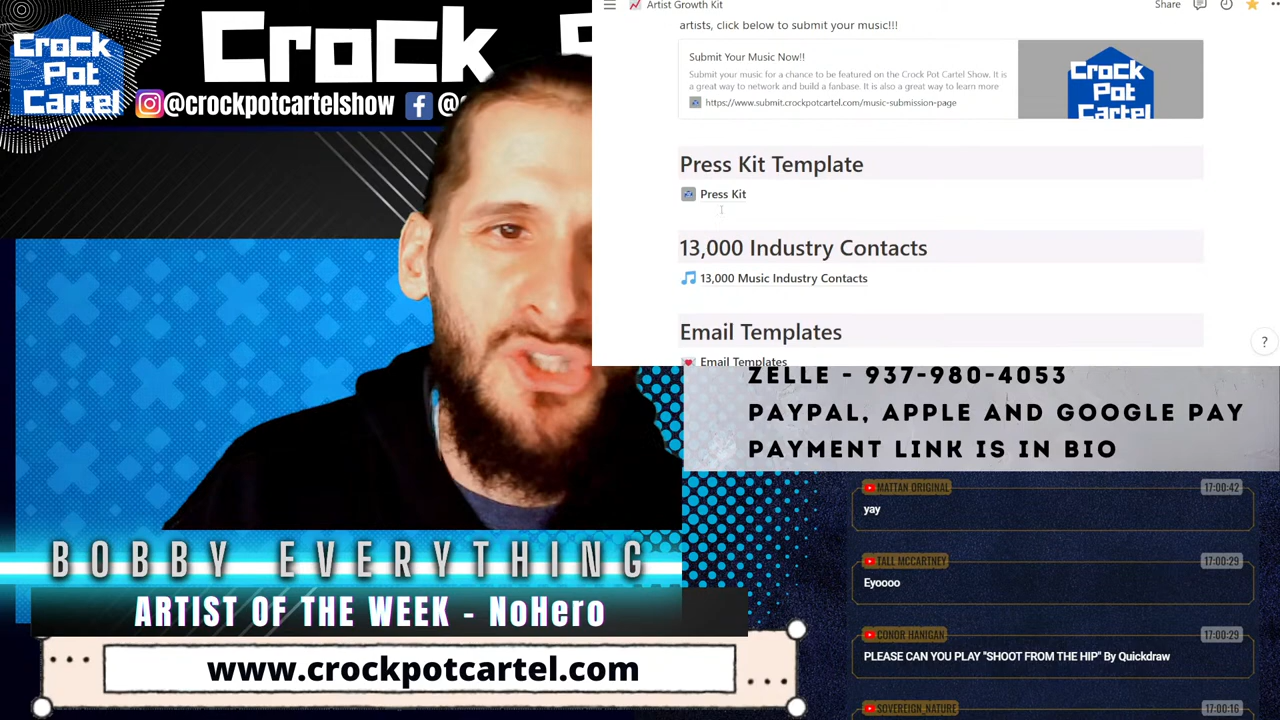 Crock
Pot
Cartel
Crock
@crockpotcartelshow
Artist Growth Kit
Share
artists, click below to submit your music!!!
Submit Your Music Now!!
Submit your music for a chance to be featured on the Crock Pot Cartel Show. It is
a great way to network and build a fanbase. It is also a great way to learn more
https://www.submit.crockpotcartel.com/music-submission-page
Crock
Pot
Cartel
Press Kit Template
Press Kit
13,000 Industry Contacts
13,000 Music Industry Contacts
Email Templates
Email Templates
?
ZELLE - 937-980-4053
PAYPAL, APPLE AND GOOGLE PAY
PAYMENT LINK IS IN BIO
MATTAN ORIGINAL
17:00:42
yay
TALL MCCARTNEY
17:00:29
Eyoooo
CONOR HANIGAN
17:00:29
PLEASE CAN YOU PLAY "SHOOT FROM THE HIP" By Quickdraw
SOVEREIGN_NATURE
17:00:16
BOBBY EVERYTHING
ARTIST OF THE WEEK - NoHero
www.crockpotcartel.com